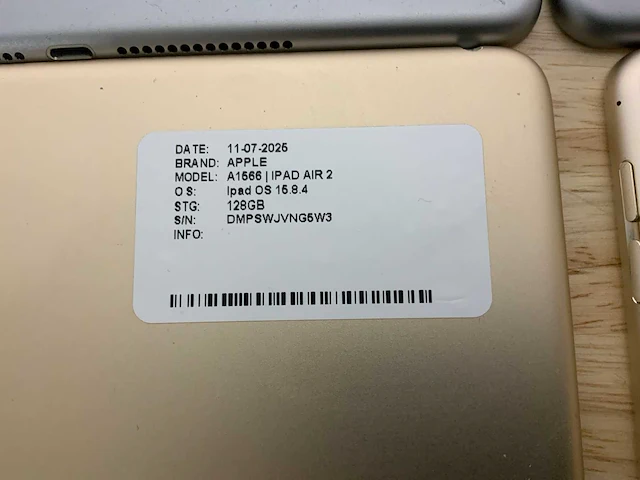 DATE: 11-07-2025
BRAND: APPLE
MODEL: A1566 | IPAD AIR 2
OS: Ipad OS 15.8.4
STG: 128GB
S/N: DMPSWJVNG5W3
INFO: